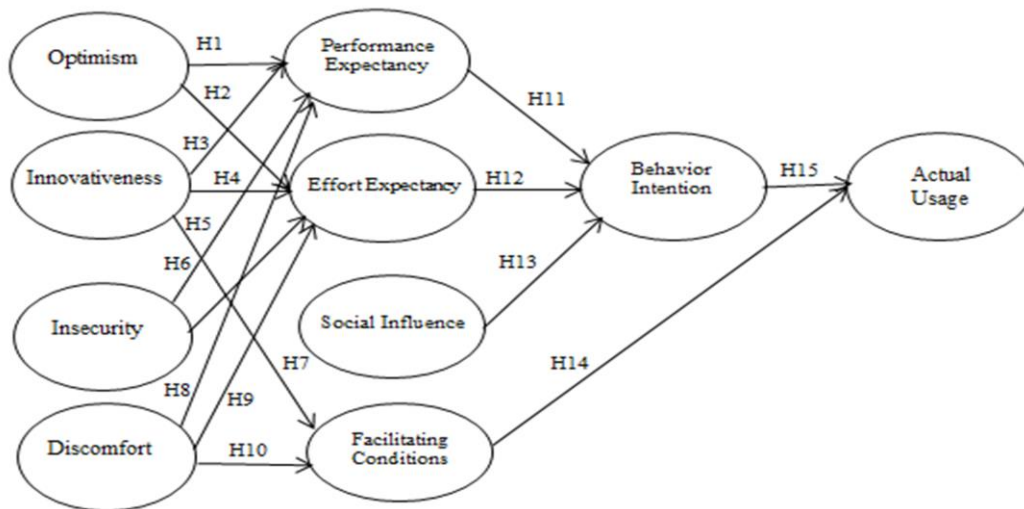 Optimism
H1
Performance
Expectancy
H2
H11
H3
Innovativeness
H4
Effort Expectancy
H12
Behavior
Intention
H15
Actual
Usage
H5
H6
H13
Insecurity
Social Influence
H7
H14
H8
H9
Discomfort
H10
Facilitating
Conditions